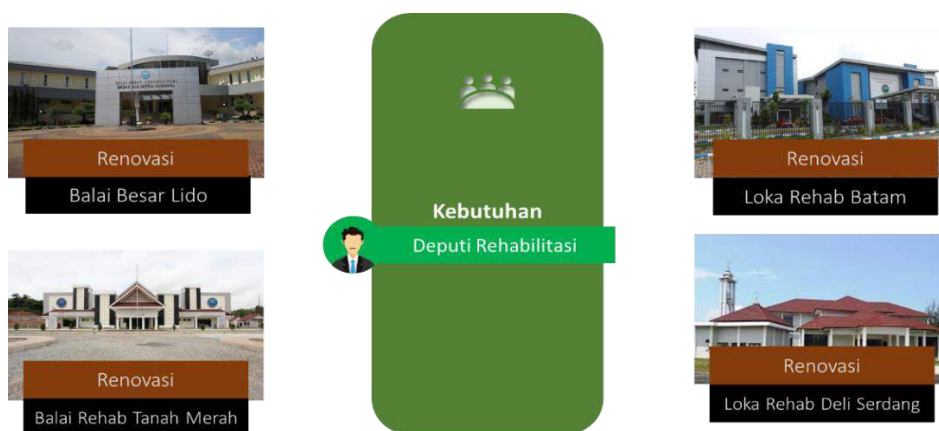 Renovasi
Balai Besar Lido
Renovasi
Balai Rehab Tanah Merah
Kebutuhan
Deputi Rehabilitasi
Renovasi
Loka Rehab Batam
Renovasi
Loka Rehab Deli Serdang